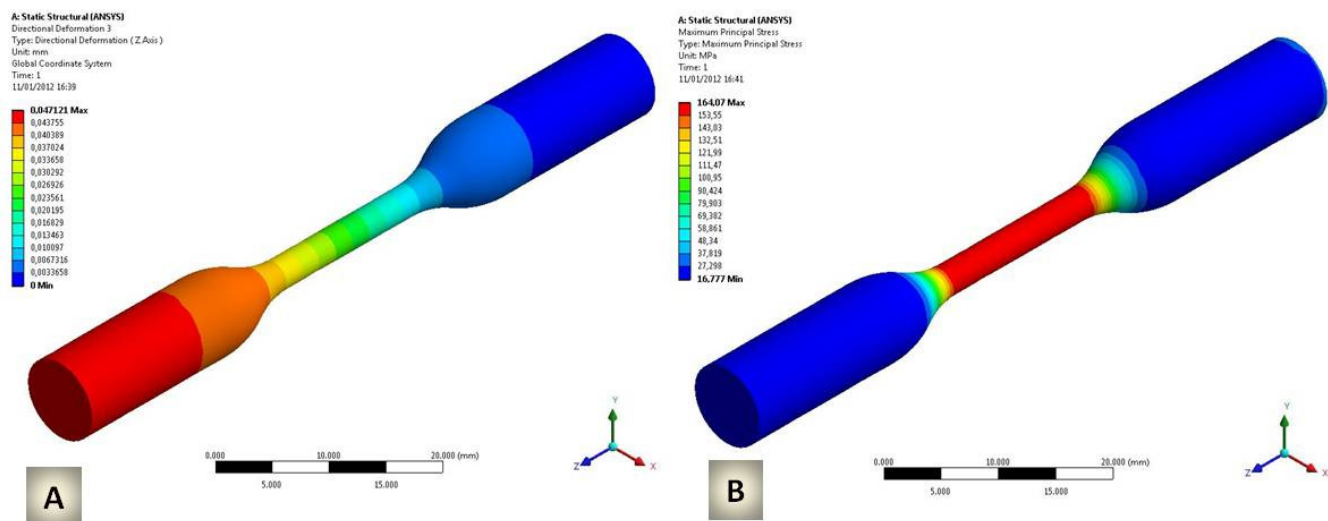 A: Static Structural (ANSYS)
Directional Deformation 3
Type: Directional Deformation ( Z Axis )
Unit: mm
Global Coordinate System
Time: 1
11/01/2012 16:39
0,047121 Max
0,043755
0,040389
0,037024
0,033658
0,030292
0,026926
0,023561
0,020195
0,016829
0,013463
0,010097
0,0067316
0,0033658
0 Min
0.000
10.000
20.000 (mm)
5.000
15.000
Y
Z
X
A
A: Static Structural (ANSYS)
Maximum Principal Stress
Type: Maximum Principal Stress
Unit: MPa
Time: 1
11/01/2012 16:41
164,07 Max
153,55
143,03
132,51
121,99
111,47
100,95
90,424
79,903
69,382
58,861
48,34
37,819
27,298
16,777 Min
0.000
10.000
20.000 (mm)
5.000
15.000
Y
Z
X
B